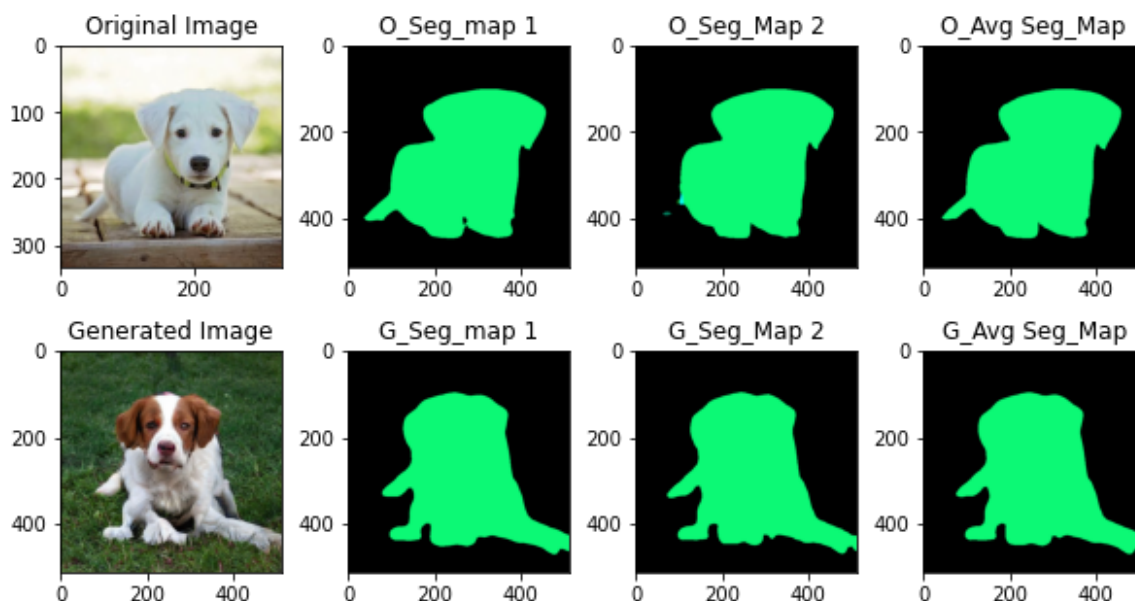 Original Image O_Seg_map 1 O_Seg_Map 2 O_Avg Seg_Map
0 0 0 0
100
200 200 200 200
300
400 400 400
0 200 0 200 400 0 200 400 0 200 400
Generated Image G_Seg_map 1 G_Seg_Map 2 G_Avg Seg_Map
0 0 0 0
200 200 200 200
400 400 400 400
0 200 400 0 200 400 0 200 400 0 200 400